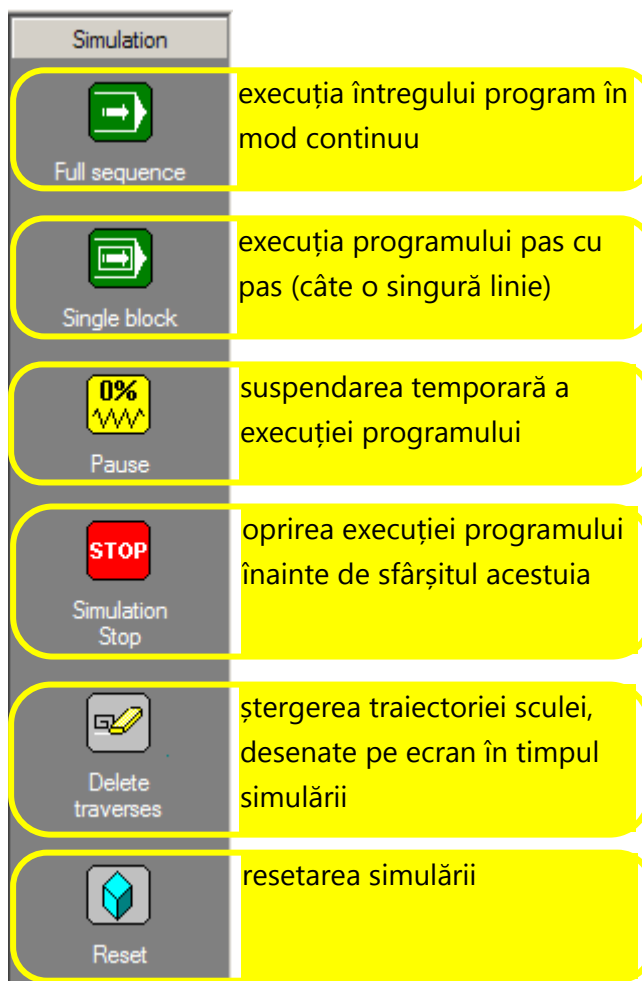 Simulation
Full sequence
execuția întregului program în
mod continuu
Single block
execuția programului pas cu
pas (câte o singură linie)
0%
Pause
suspendarea temporară a
execuției programului
STOP
Simulation
Stop
oprirea execuției programului
înainte de sfârșitul acestuia
Delete
traverses
ștergerea traiectoriei sculei,
desenate pe ecran în timpul
simulării
Reset
resetarea simulării